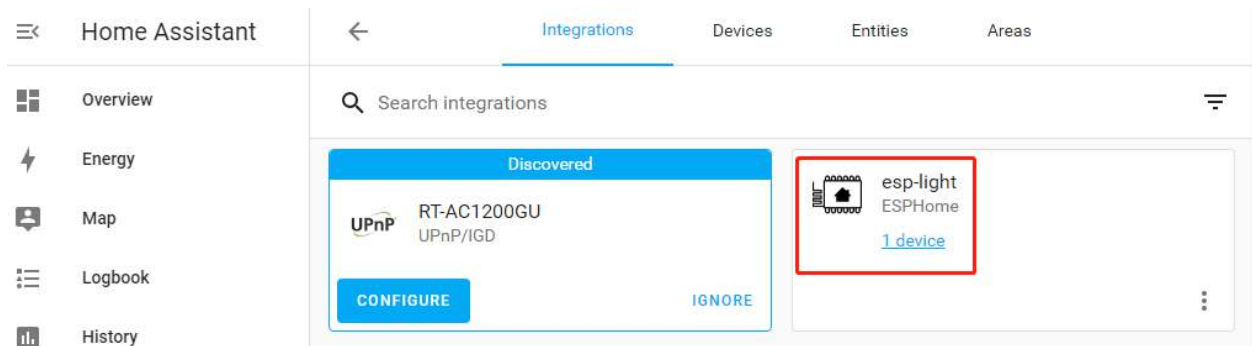 Home Assistant
Integrations Devices Entities Areas
Overview
Energy
Map
Logbook
History
Search integrations
Discovered
UPnP
RT-AC1200GU
UPnP/IGD
CONFIGURE IGNORE
esp-light
ESPHome
1 device